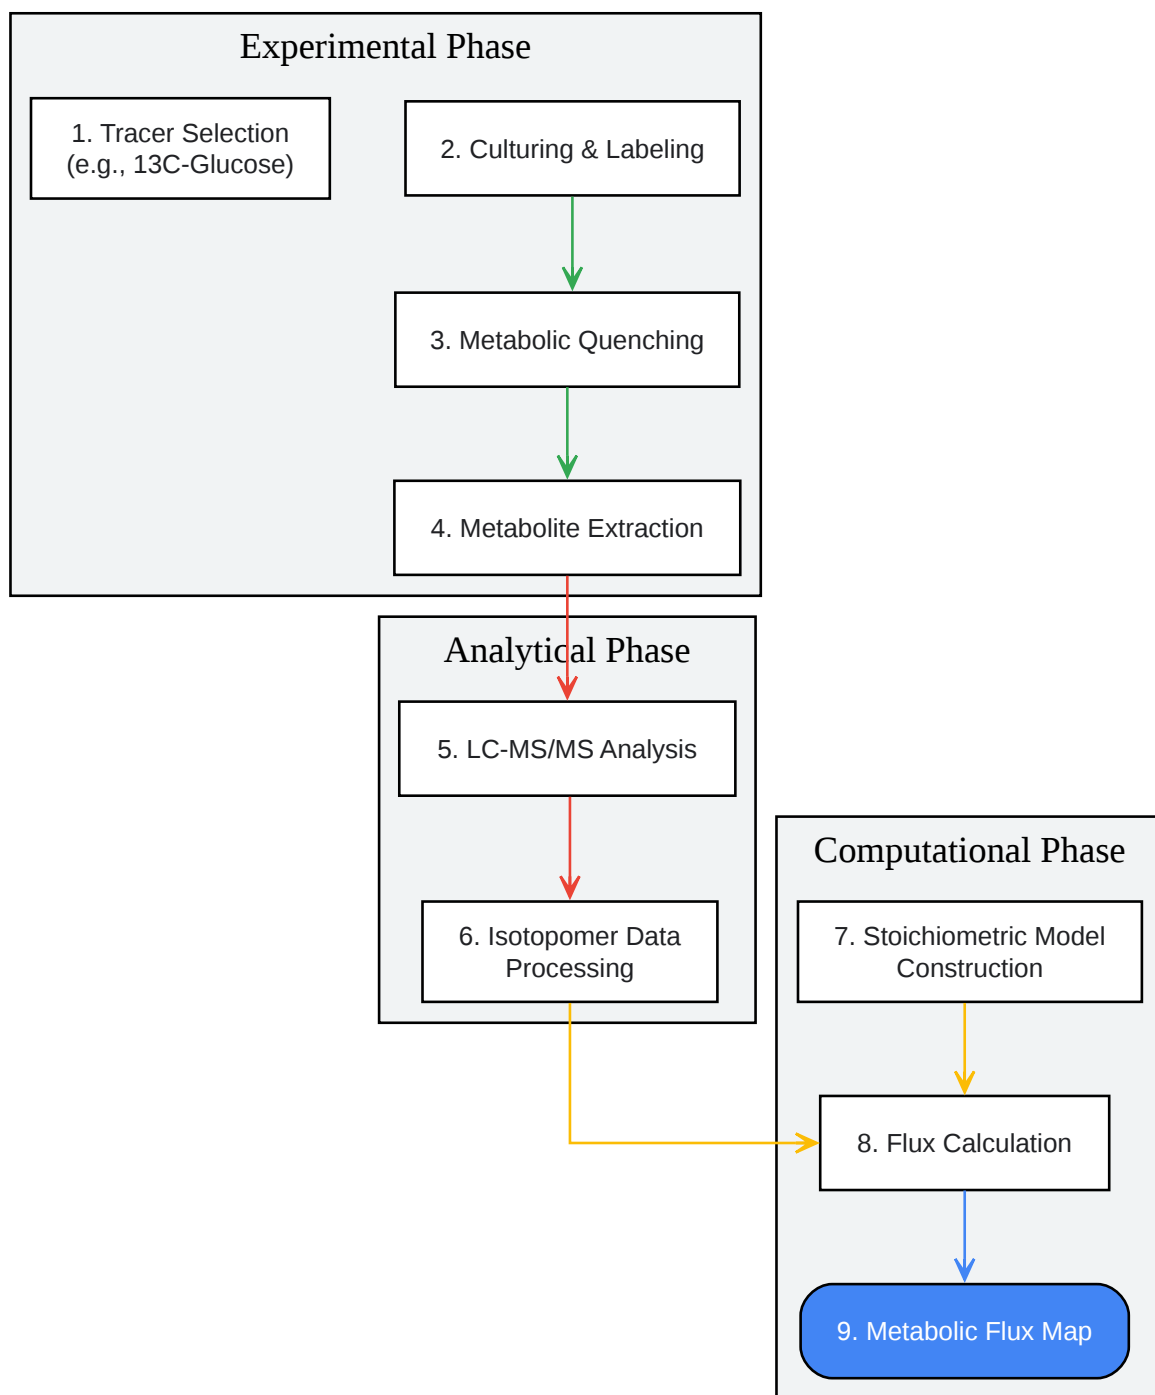 Experimental Phase
1. Tracer Selection
(e.g., 13C-Glucose)
2. Culturing & Labeling
3. Metabolic Quenching
4. Metabolite Extraction
Analytical Phase
5. LC-MS/MS Analysis
6. Isotopomer Data
Processing
Computational Phase
7. Stoichiometric Model
Construction
8. Flux Calculation
9. Metabolic Flux Map